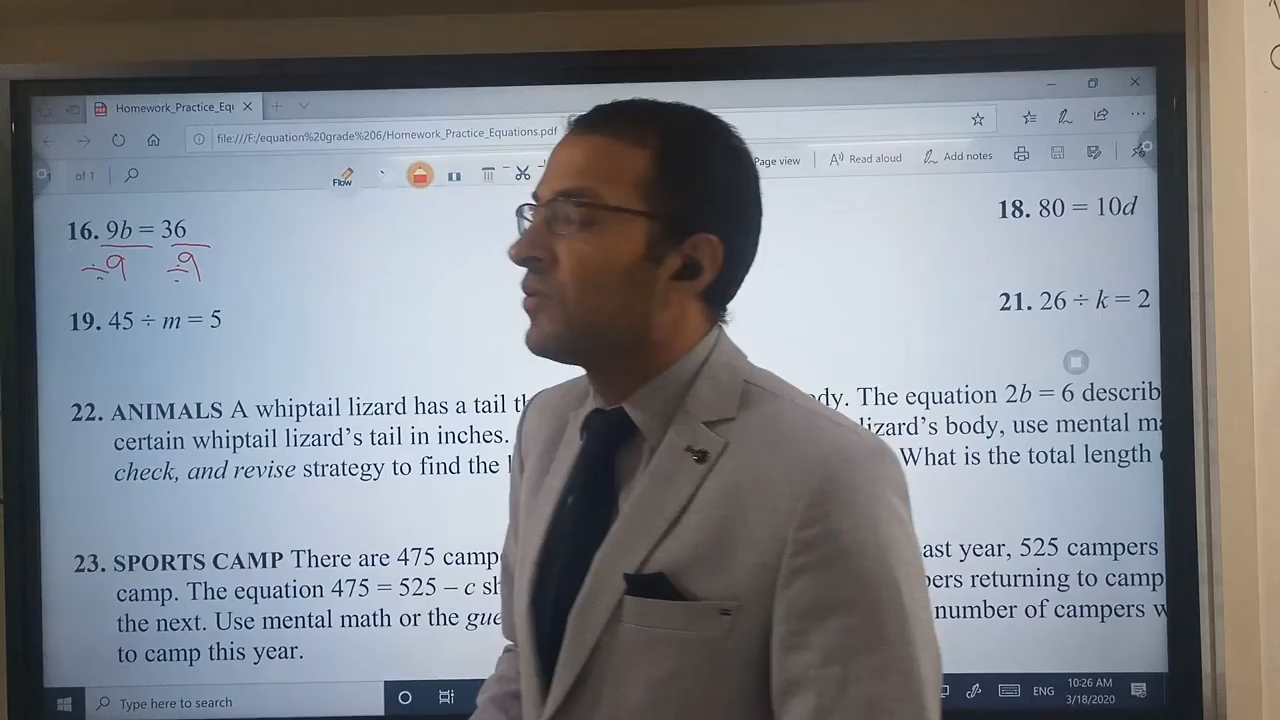 Homework_Practice_Equ
file:///F:/equation%20grade%206/Homework_Practice_Equations.pdf
of 1
Flow
Page view
Read aloud
Add notes
16. 9b = 36
÷9 ÷9
18. 80 = 10d
19. 45 ÷ m = 5
21. 26 ÷ k = 2
22. ANIMALS A whiptail lizard has a tail dy. The equation 2b = 6 describ
certain whiptail lizard's tail in inches. lizard's body, use mental m
check, and revise strategy to find the What is the total length
23. SPORTS CAMP There are 475 camp ast year, 525 campers
camp. The equation 475 = 525 – c sh ers returning to camp
the next. Use mental math or the gue number of campers w
to camp this year.
Type here to search
ENG
10:26 AM
3/18/2020